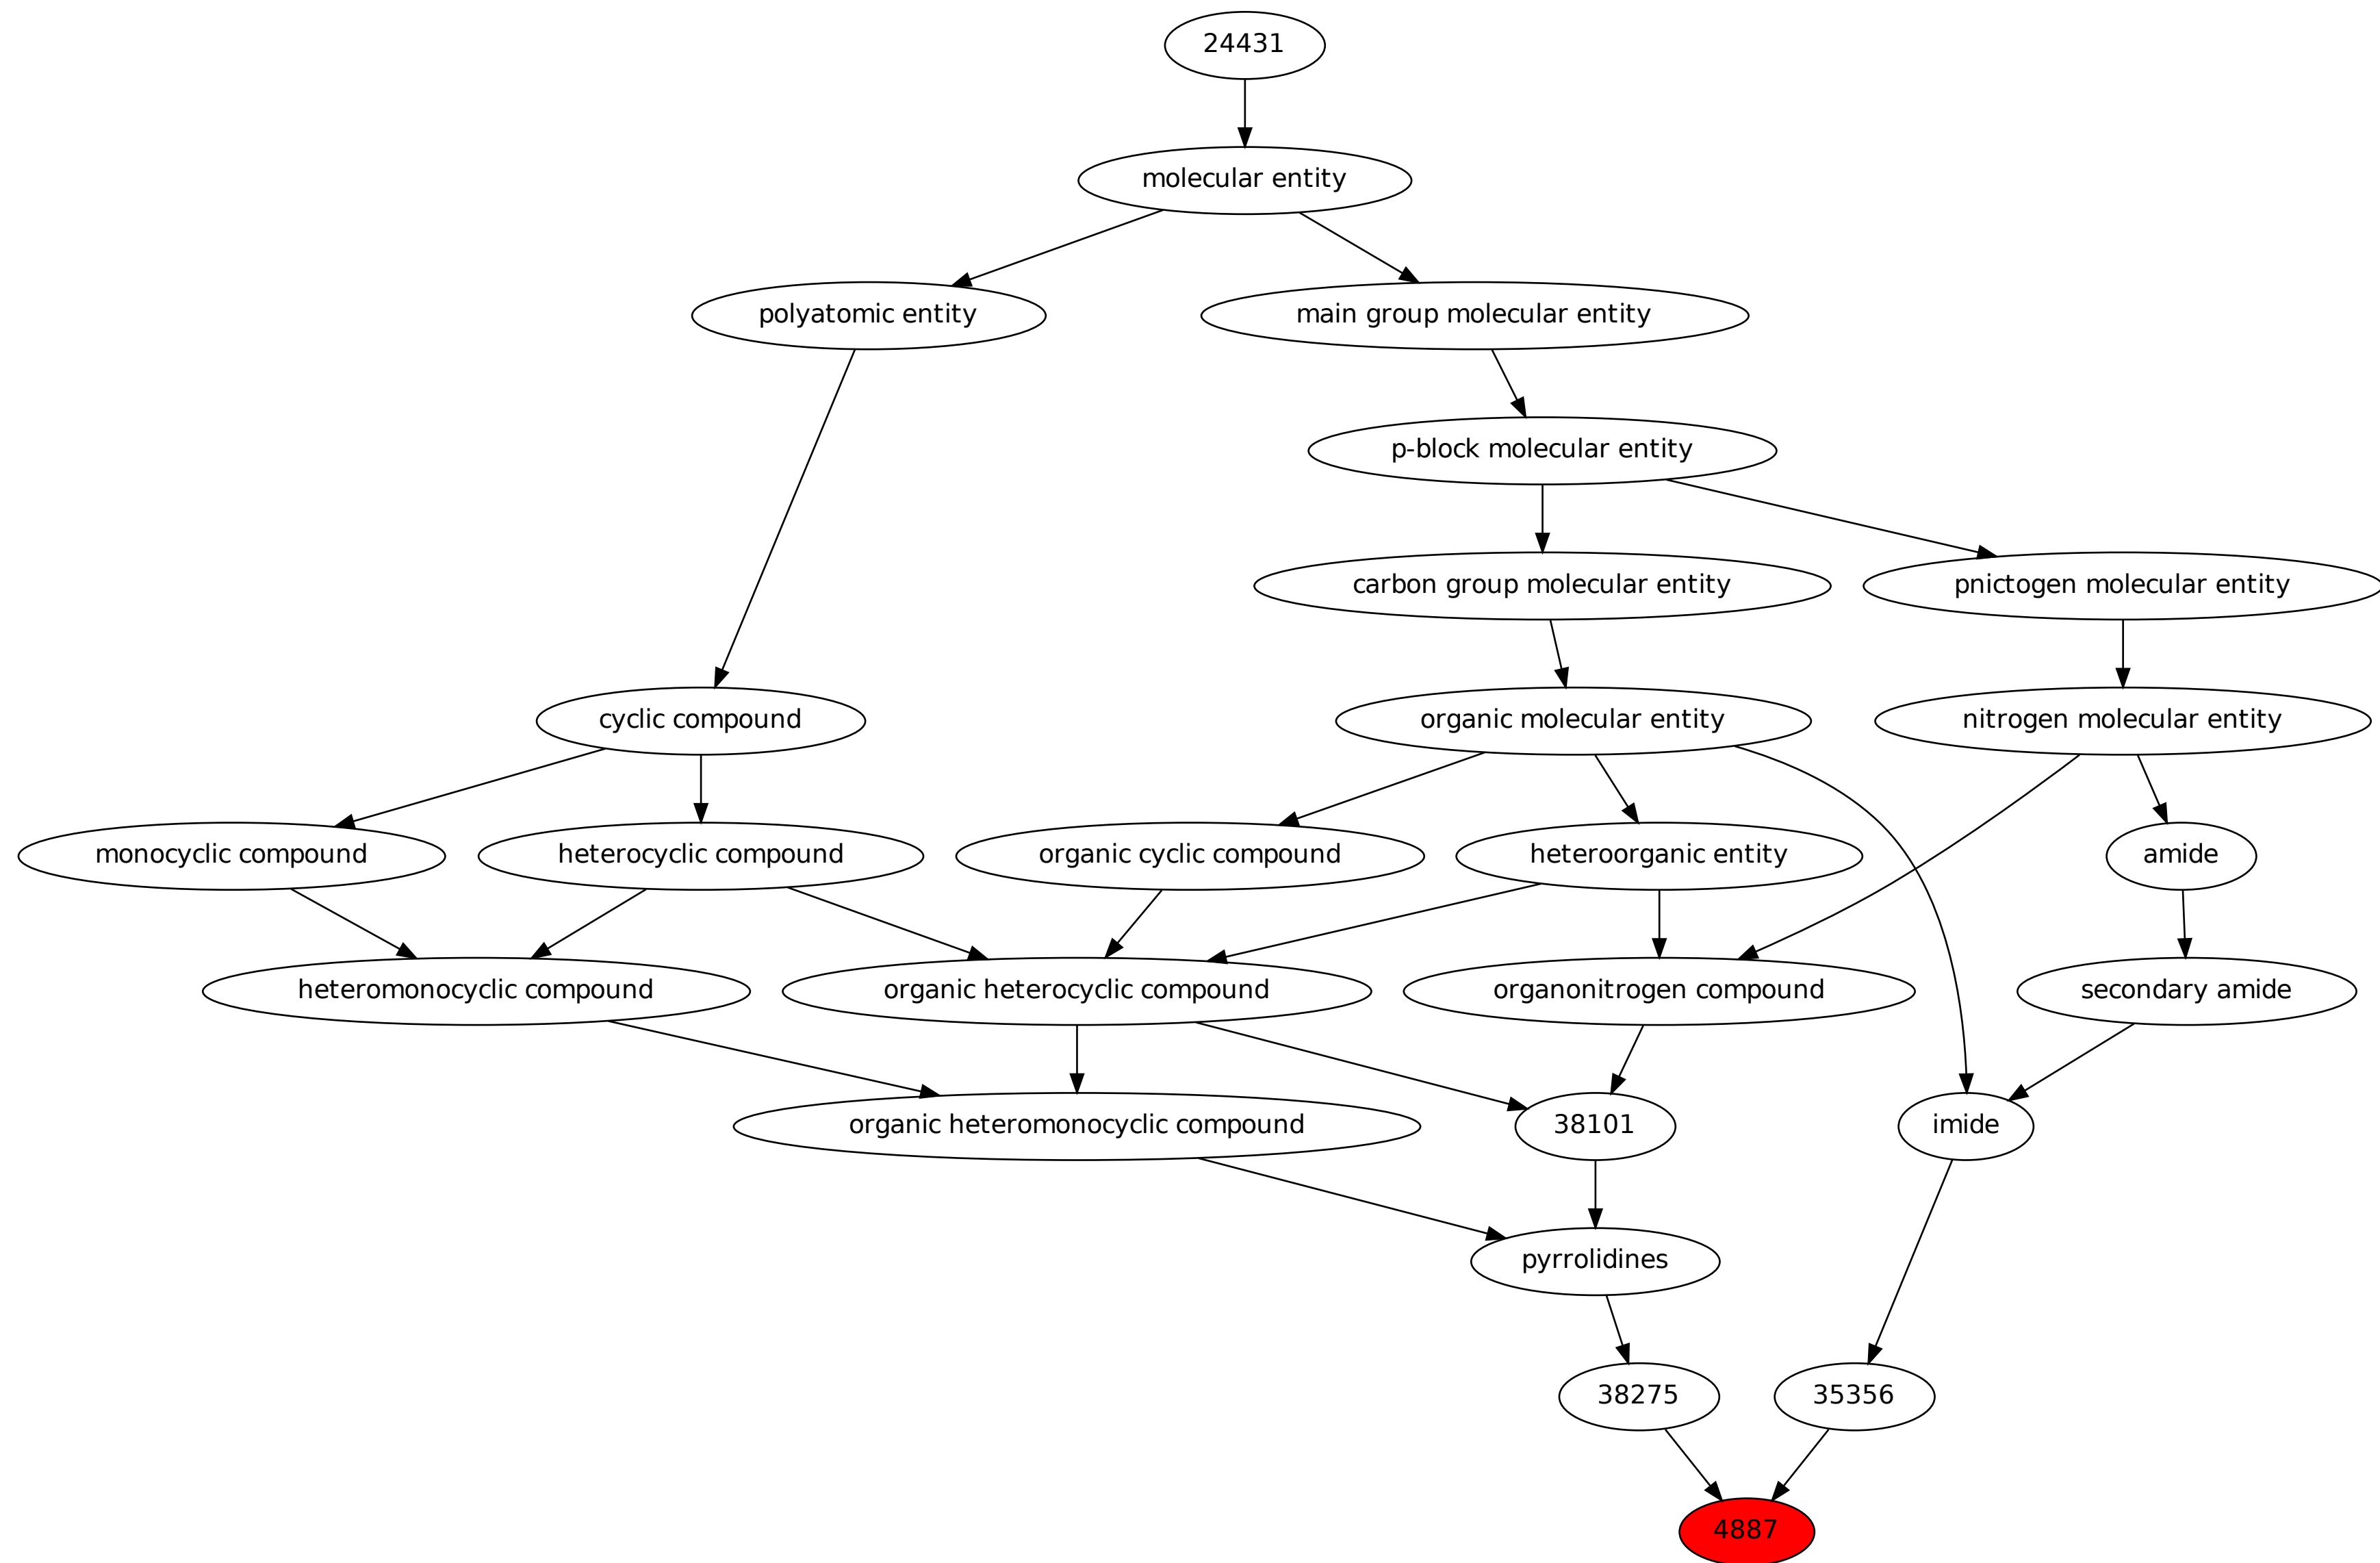 24431
molecular entity
polyatomic entity
main group molecular entity
p-block molecular entity
carbon group molecular entity
pnictogen molecular entity
cyclic compound
organic molecular entity
nitrogen molecular entity
monocyclic compound
heterocyclic compound
organic cyclic compound
heteroorganic entity
amide
heteromonocyclic compound
organic heterocyclic compound
organonitrogen compound
secondary amide
organic heteromonocyclic compound
38101
imide
pyrrolidines
38275
35356
4887